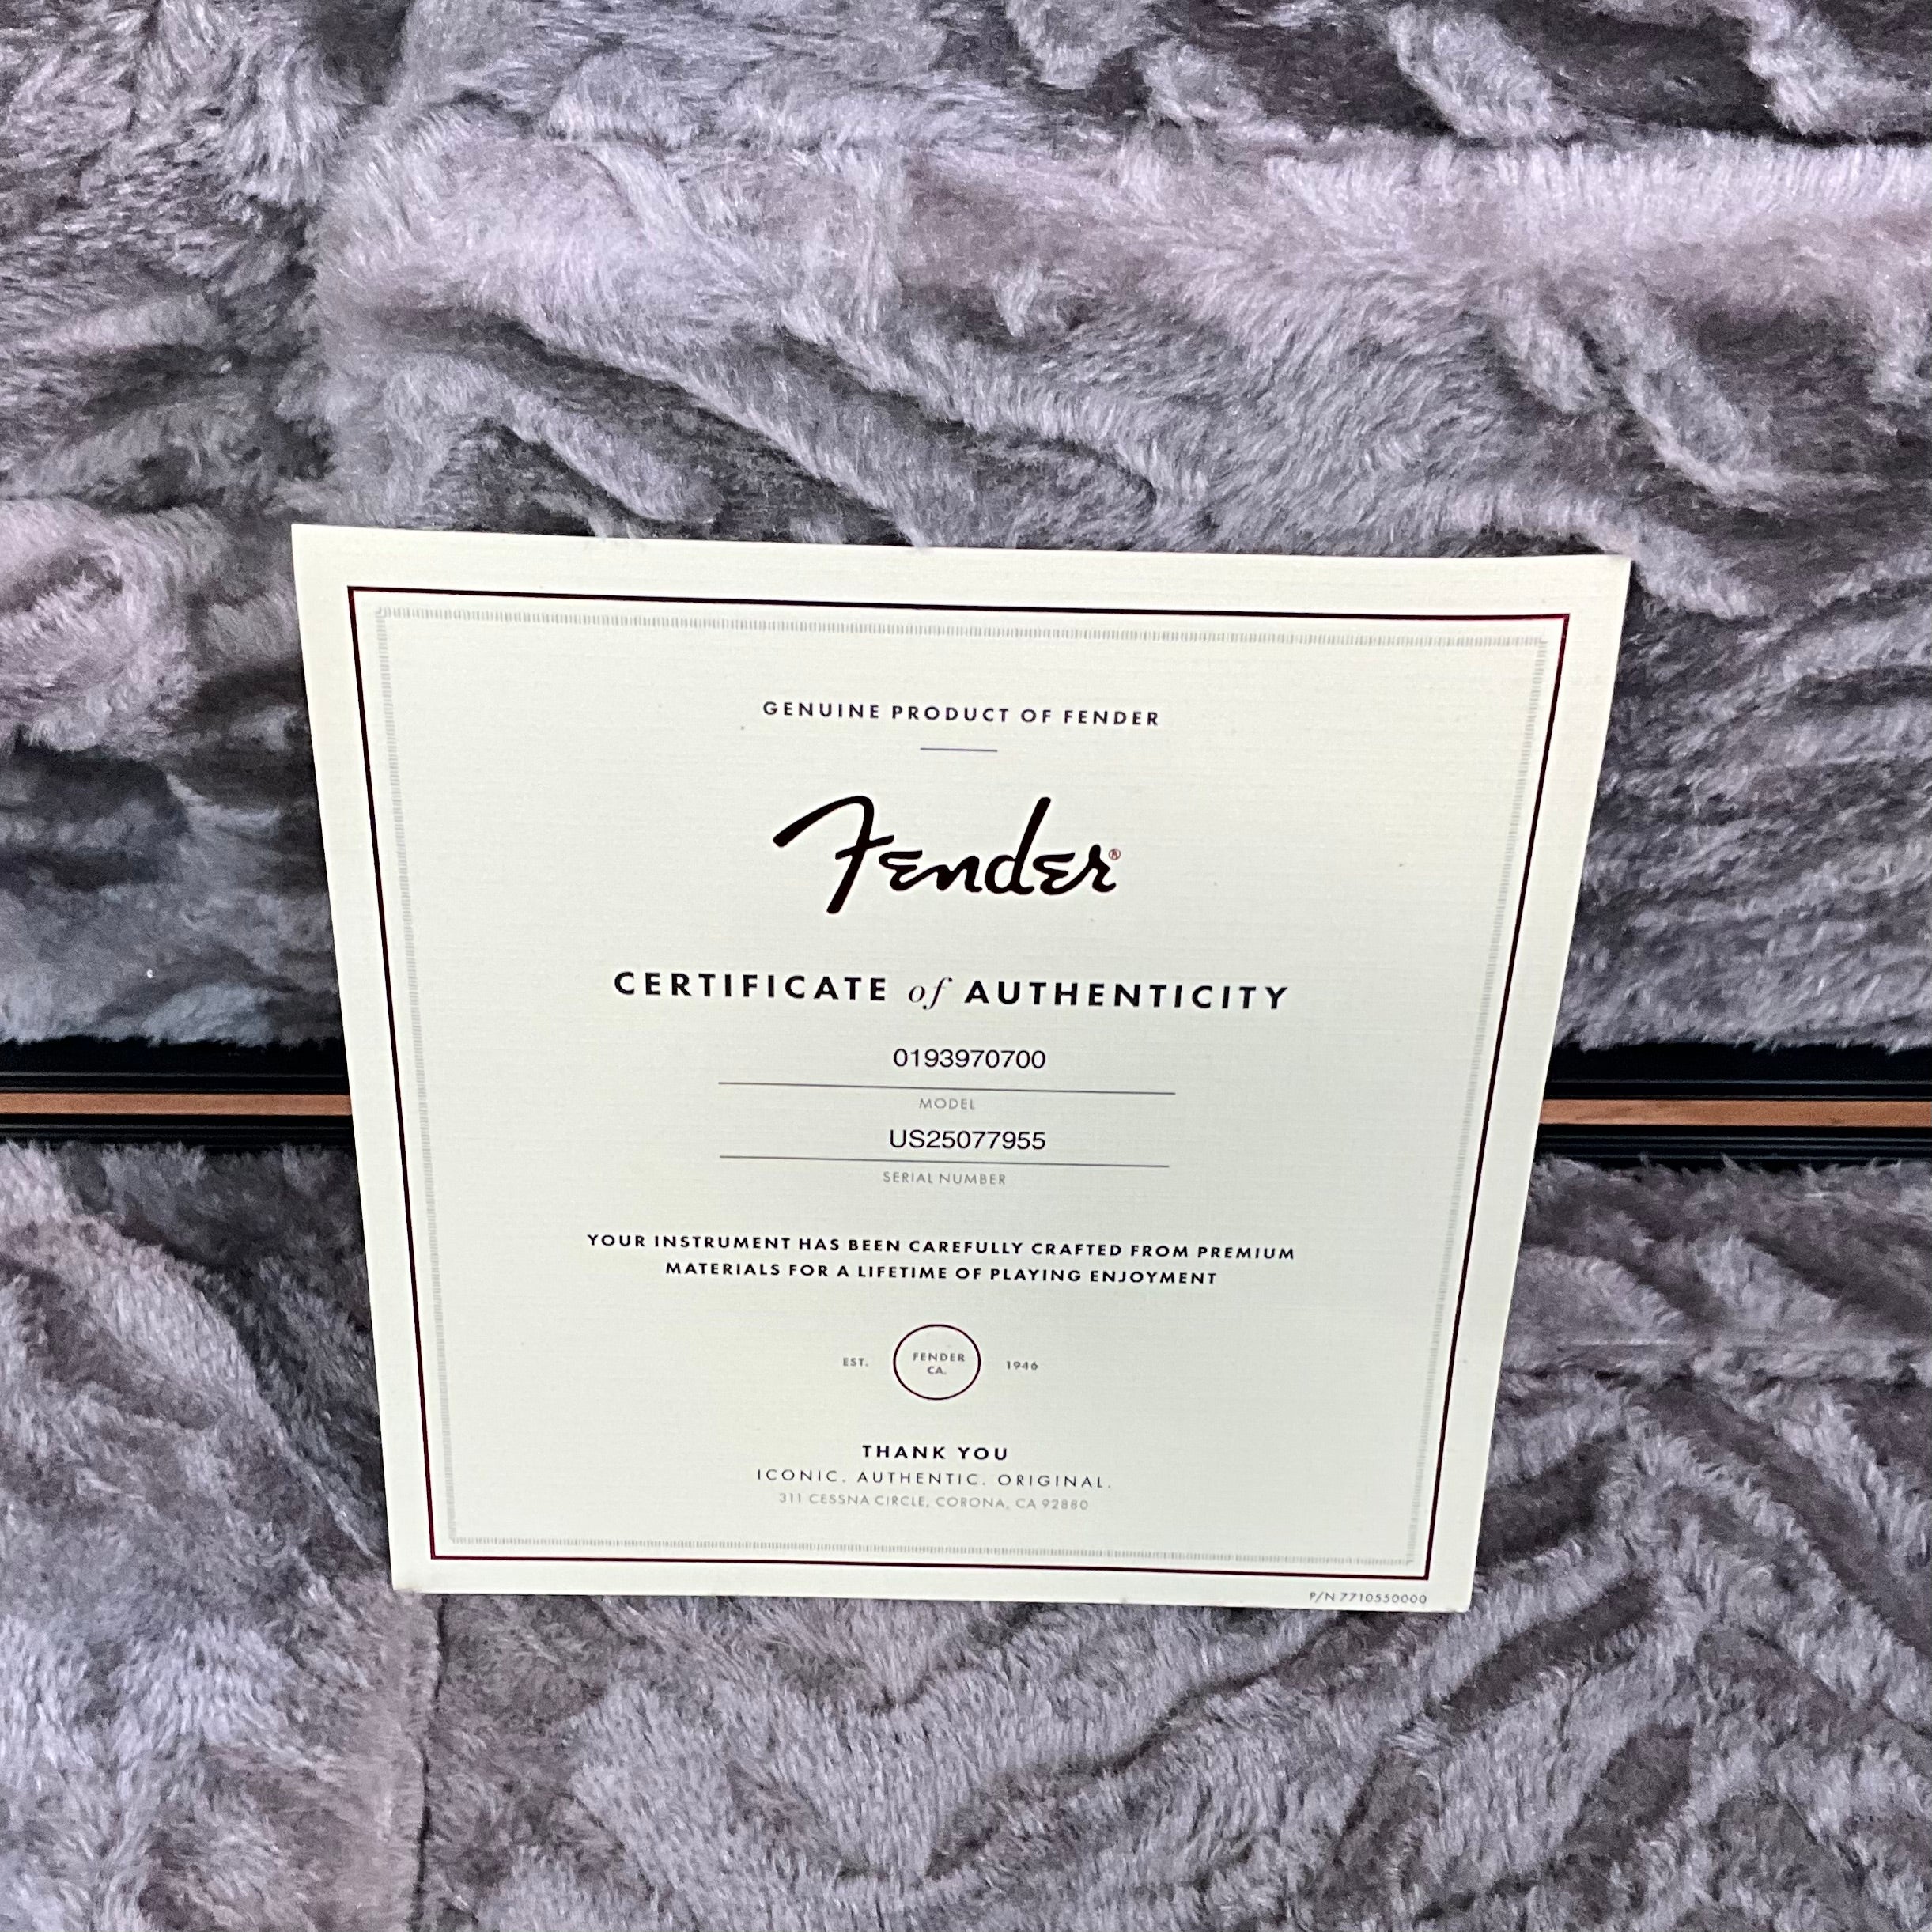 GENUINE PRODUCT OF FENDER
Fender®
CERTIFICATE of AUTHENTICITY
0193970700
MODEL
US25077955
SERIAL NUMBER
YOUR INSTRUMENT HAS BEEN CAREFULLY CRAFTED FROM PREMIUM
MATERIALS FOR A LIFETIME OF PLAYING ENJOYMENT
EST. FENDER CA. 1946
THANK YOU
ICONIC. AUTHENTIC. ORIGINAL.
311 CESSNA CIRCLE, CORONA, CA 92880
P/N 7710550000